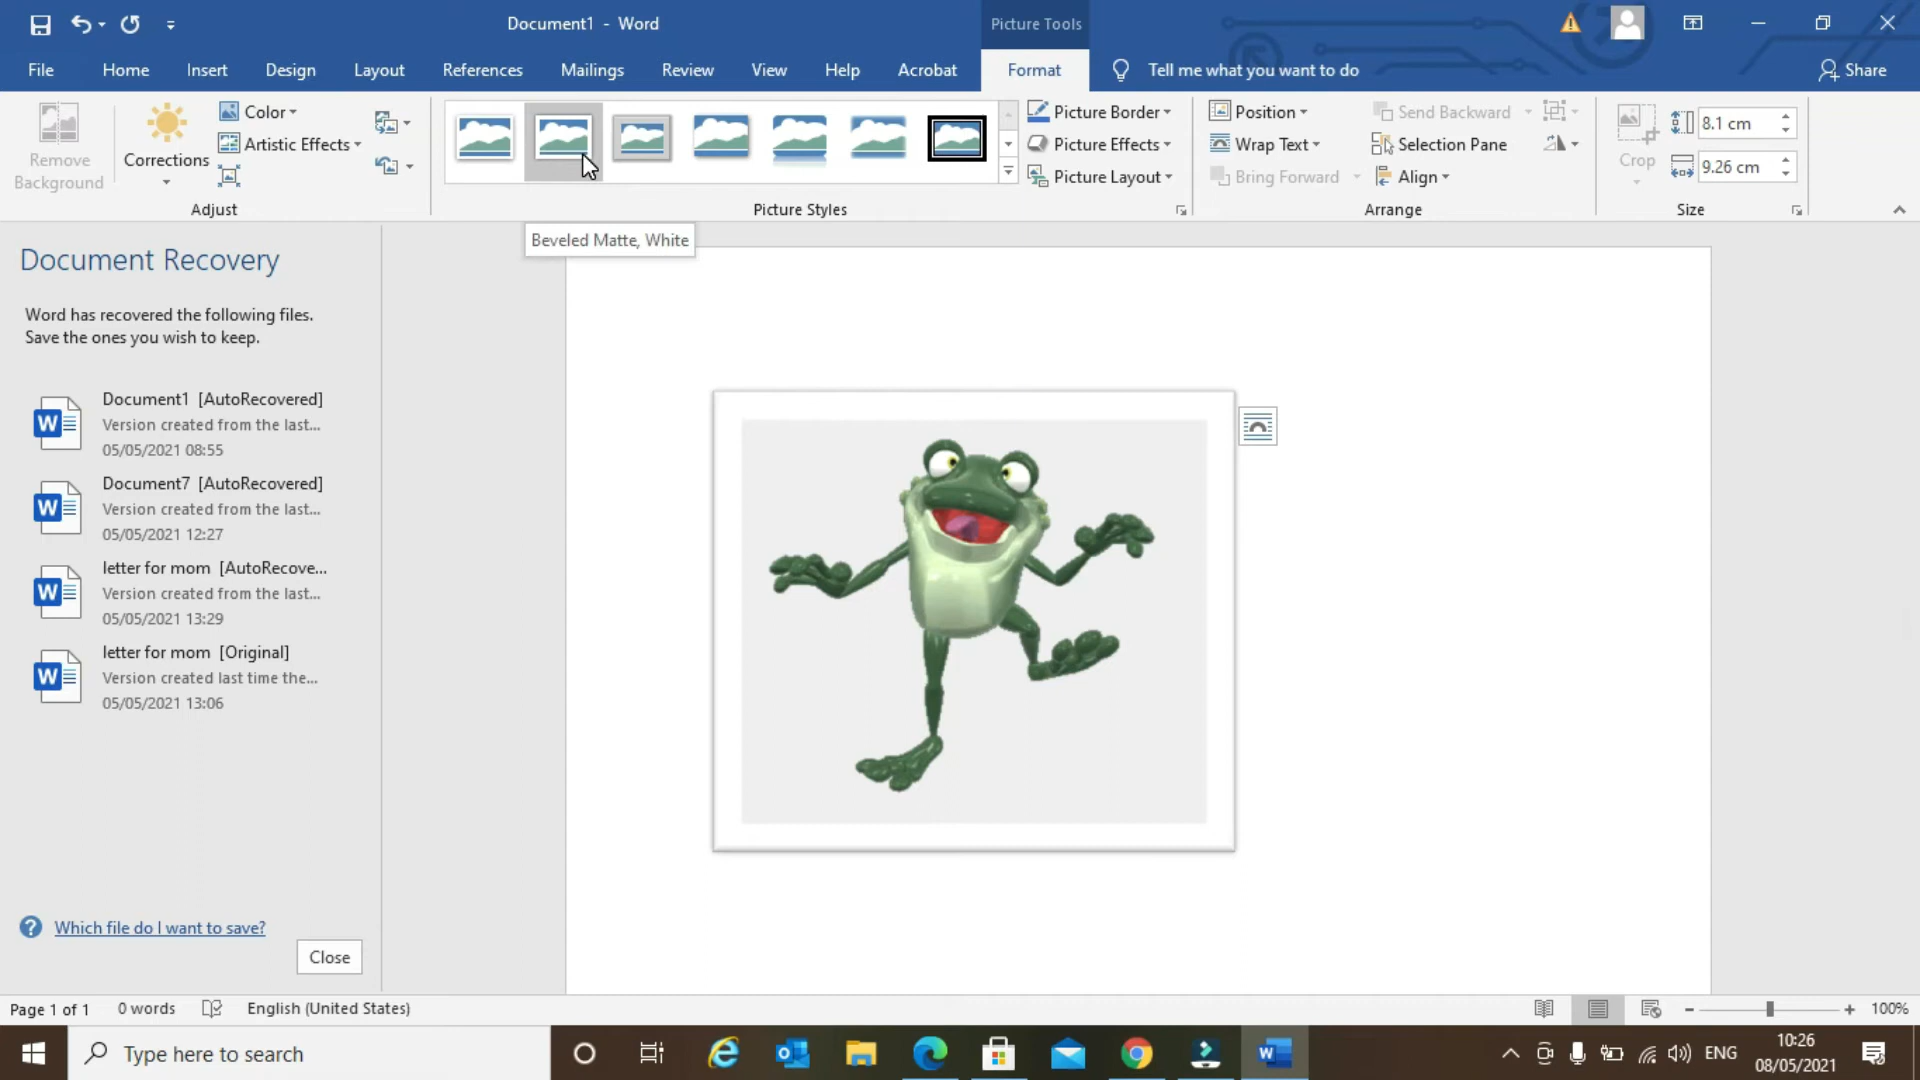 Document1 - Word
Picture Tools
File Home Insert Design Layout References Mailings Review View Help Acrobat Format Tell me what you want to do Share
Remove Background
Corrections
Color
Artistic Effects
Adjust
Picture Styles
Picture Border
Picture Effects
Picture Layout
Position
Wrap Text
Bring Forward
Send Backward
Selection Pane
Align
Arrange
Crop
8.1 cm
9.26 cm
Size
Beveled Matte, White
Document Recovery
Word has recovered the following files.
Save the ones you wish to keep.
Document1 [AutoRecovered]
Version created from the last...
05/05/2021 08:55
Document7 [AutoRecovered]
Version created from the last...
05/05/2021 12:27
letter for mom [AutoRecove...
Version created from the last...
05/05/2021 13:29
letter for mom [Original]
Version created last time the...
05/05/2021 13:06
Which file do I want to save?
Close
Page 1 of 1 0 words English (United States) 100%
Type here to search
ENG
10:26
08/05/2021